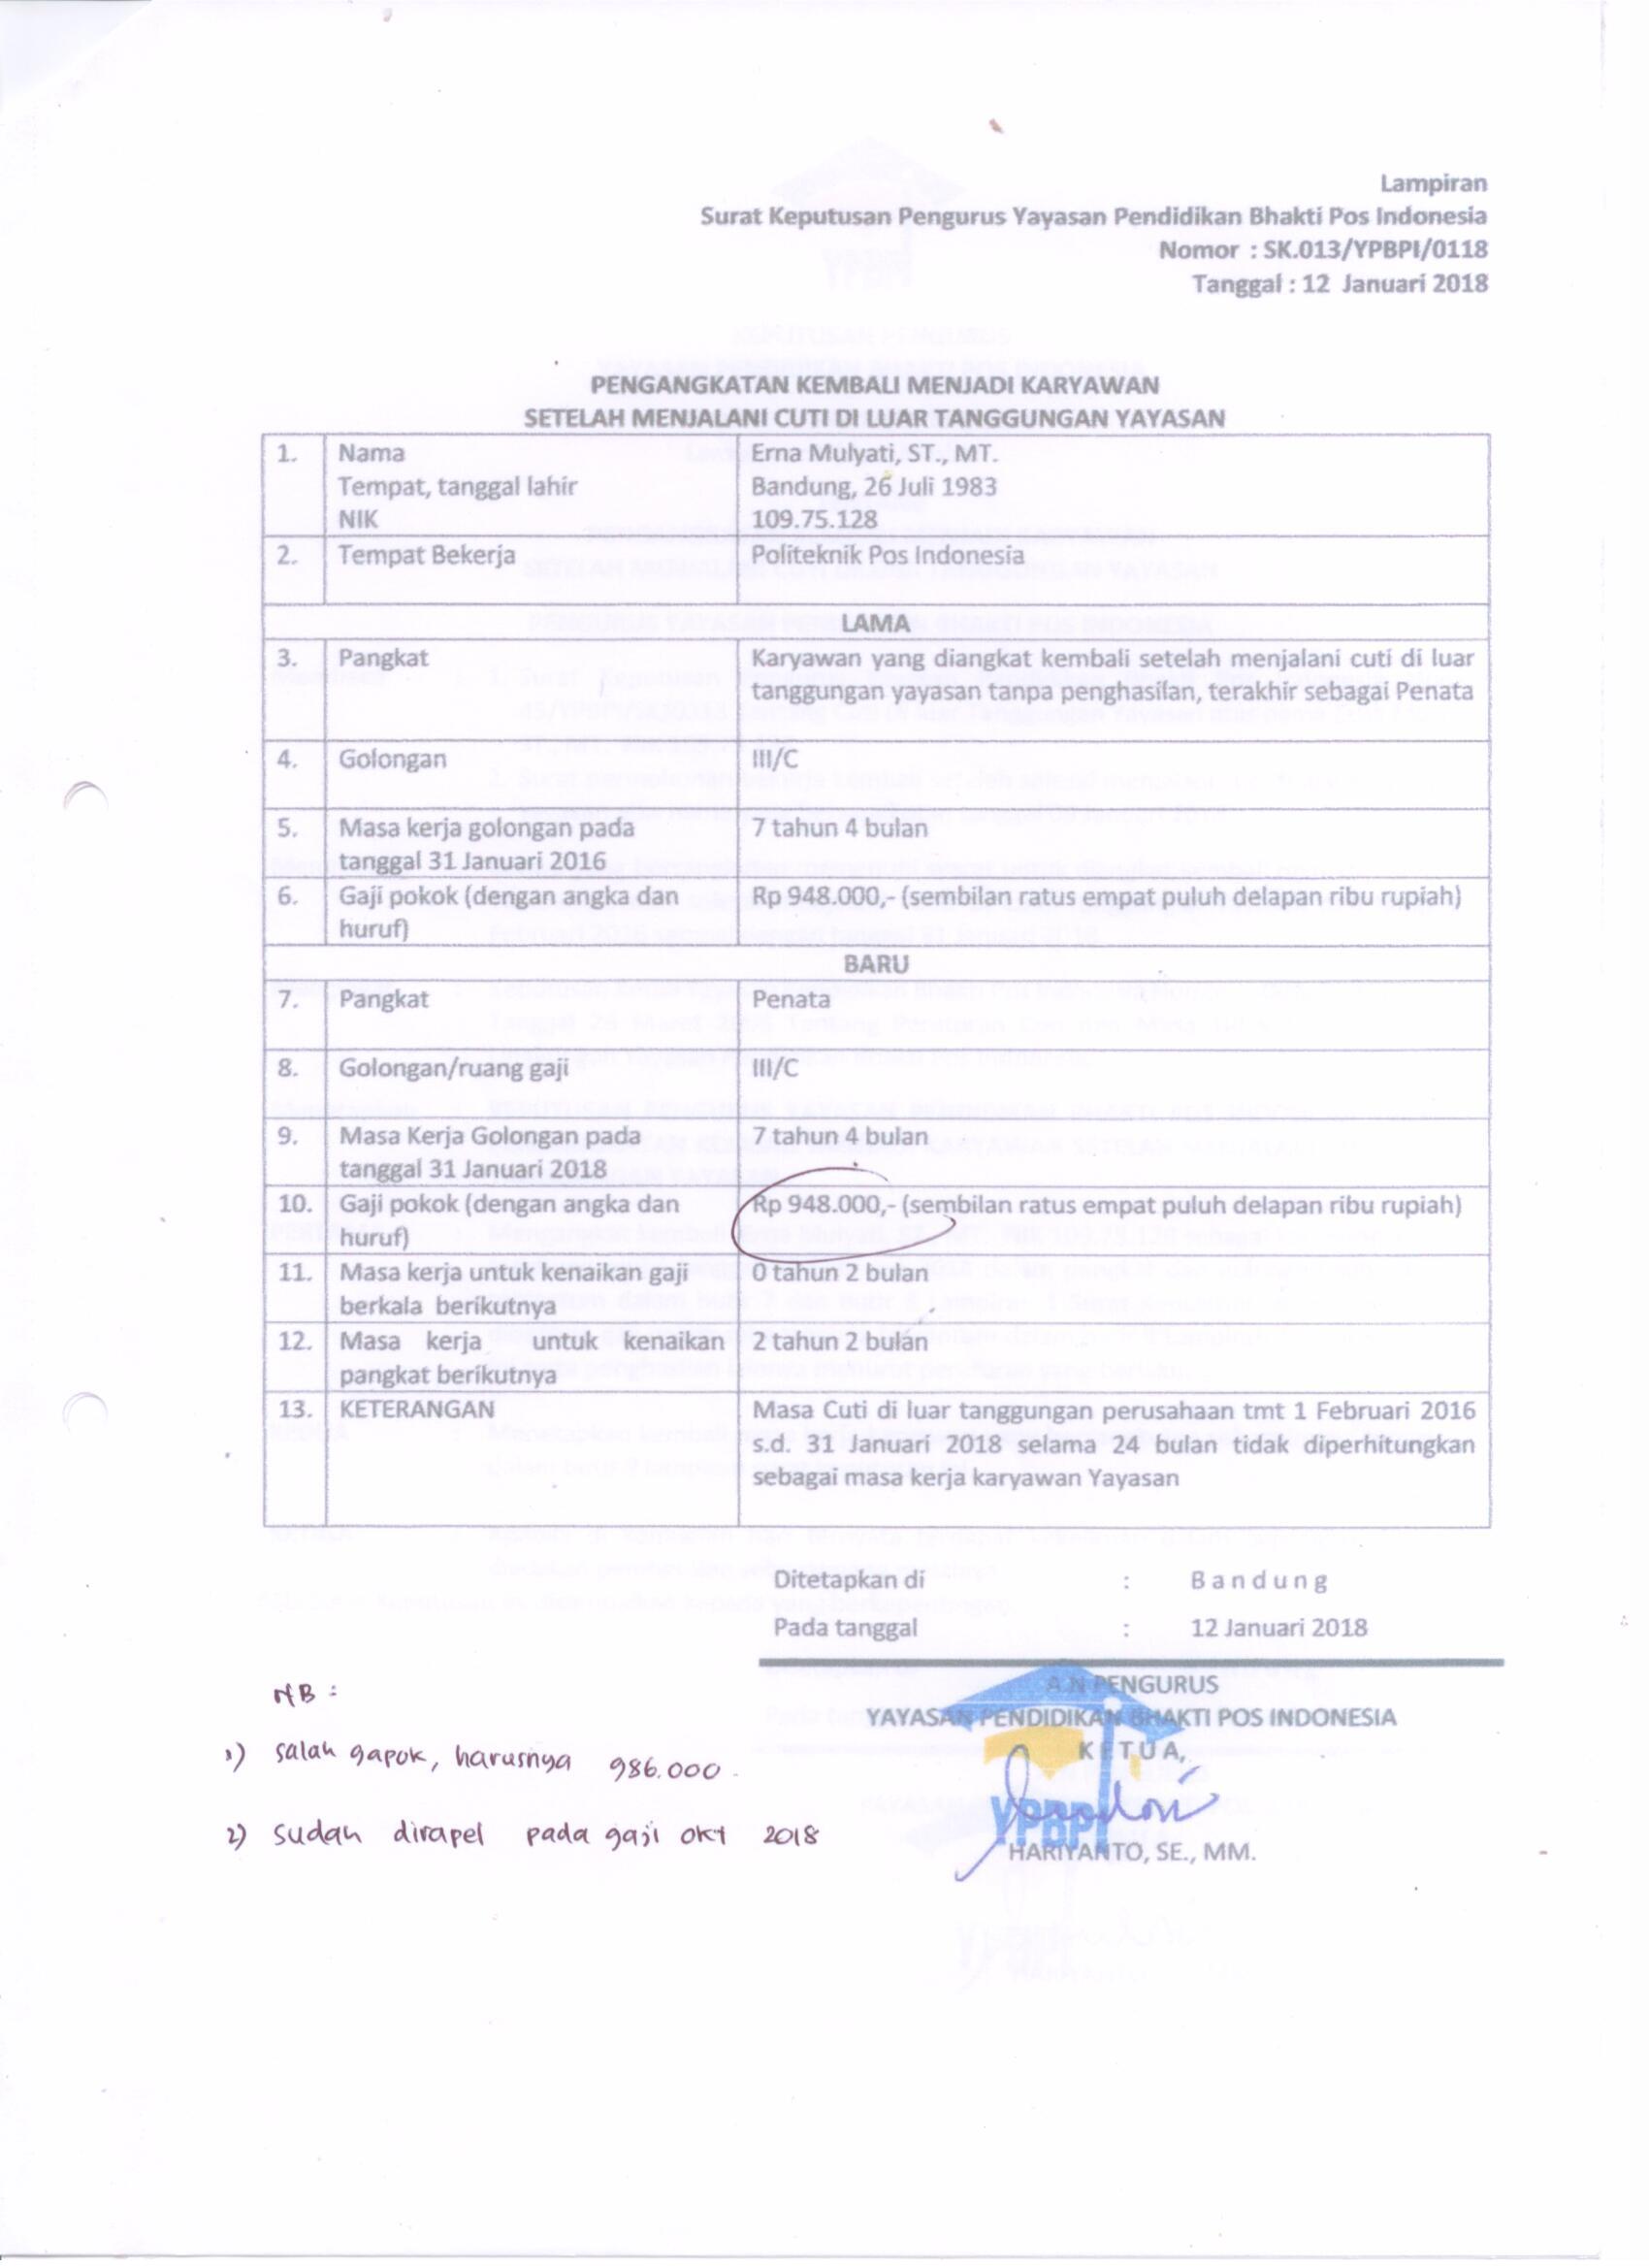 Lampiran
Surat Keputusan Pengurus Yayasan Pendidikan Bhakti Pos Indonesia
Nomor : SK.013/YPBPI/0118
Tanggal : 12 Januari 2018
PENGANGKATAN KEMBALI MENJADI KARYAWAN
SETELAH MENJALANI CUTI DI LUAR TANGGUNGAN YAYASAN
1. Nama Erna Mulyati, ST., MT.
Tempat, tanggal lahir Bandung, 26 Juli 1983
NIK 109.75.128
2. Tempat Bekerja Politeknik Pos Indonesia
LAMA
3. Pangkat Karyawan yang diangkat kembali setelah menjalani cuti di luar
tanggungan yayasan tanpa penghasilan, terakhir sebagai Penata
4. Golongan III/C
5. Masa kerja golongan pada 7 tahun 4 bulan
tanggal 31 Januari 2016
6. Gaji pokok (dengan angka dan Rp 948.000,- (sembilan ratus empat puluh delapan ribu rupiah)
huruf)
BARU
7. Pangkat Penata
8. Golongan/ruang gaji III/C
9. Masa Kerja Golongan pada 7 tahun 4 bulan
tanggal 31 Januari 2018
10. Gaji pokok (dengan angka dan Rp 948.000,- (sembilan ratus empat puluh delapan ribu rupiah)
huruf)
11. Masa kerja untuk kenaikan gaji 0 tahun 2 bulan
berkala berikutnya
12. Masa kerja untuk kenaikan 2 tahun 2 bulan
pangkat berikutnya
13. KETERANGAN Masa Cuti di luar tanggungan perusahaan tmt 1 Februari 2016
s.d. 31 Januari 2018 selama 24 bulan tidak diperhitungkan
sebagai masa kerja karyawan Yayasan
Ditetapkan di : Bandung
Pada tanggal : 12 Januari 2018
A.N PENGURUS
YAYASAN PENDIDIKAN BHAKTI POS INDONESIA
KETUA,
YPBPI
HARIYANTO, SE., MM.
NB :
1) salah gapok, harusnya 986.000
2) sudah dirapel pada gaji okt 2018